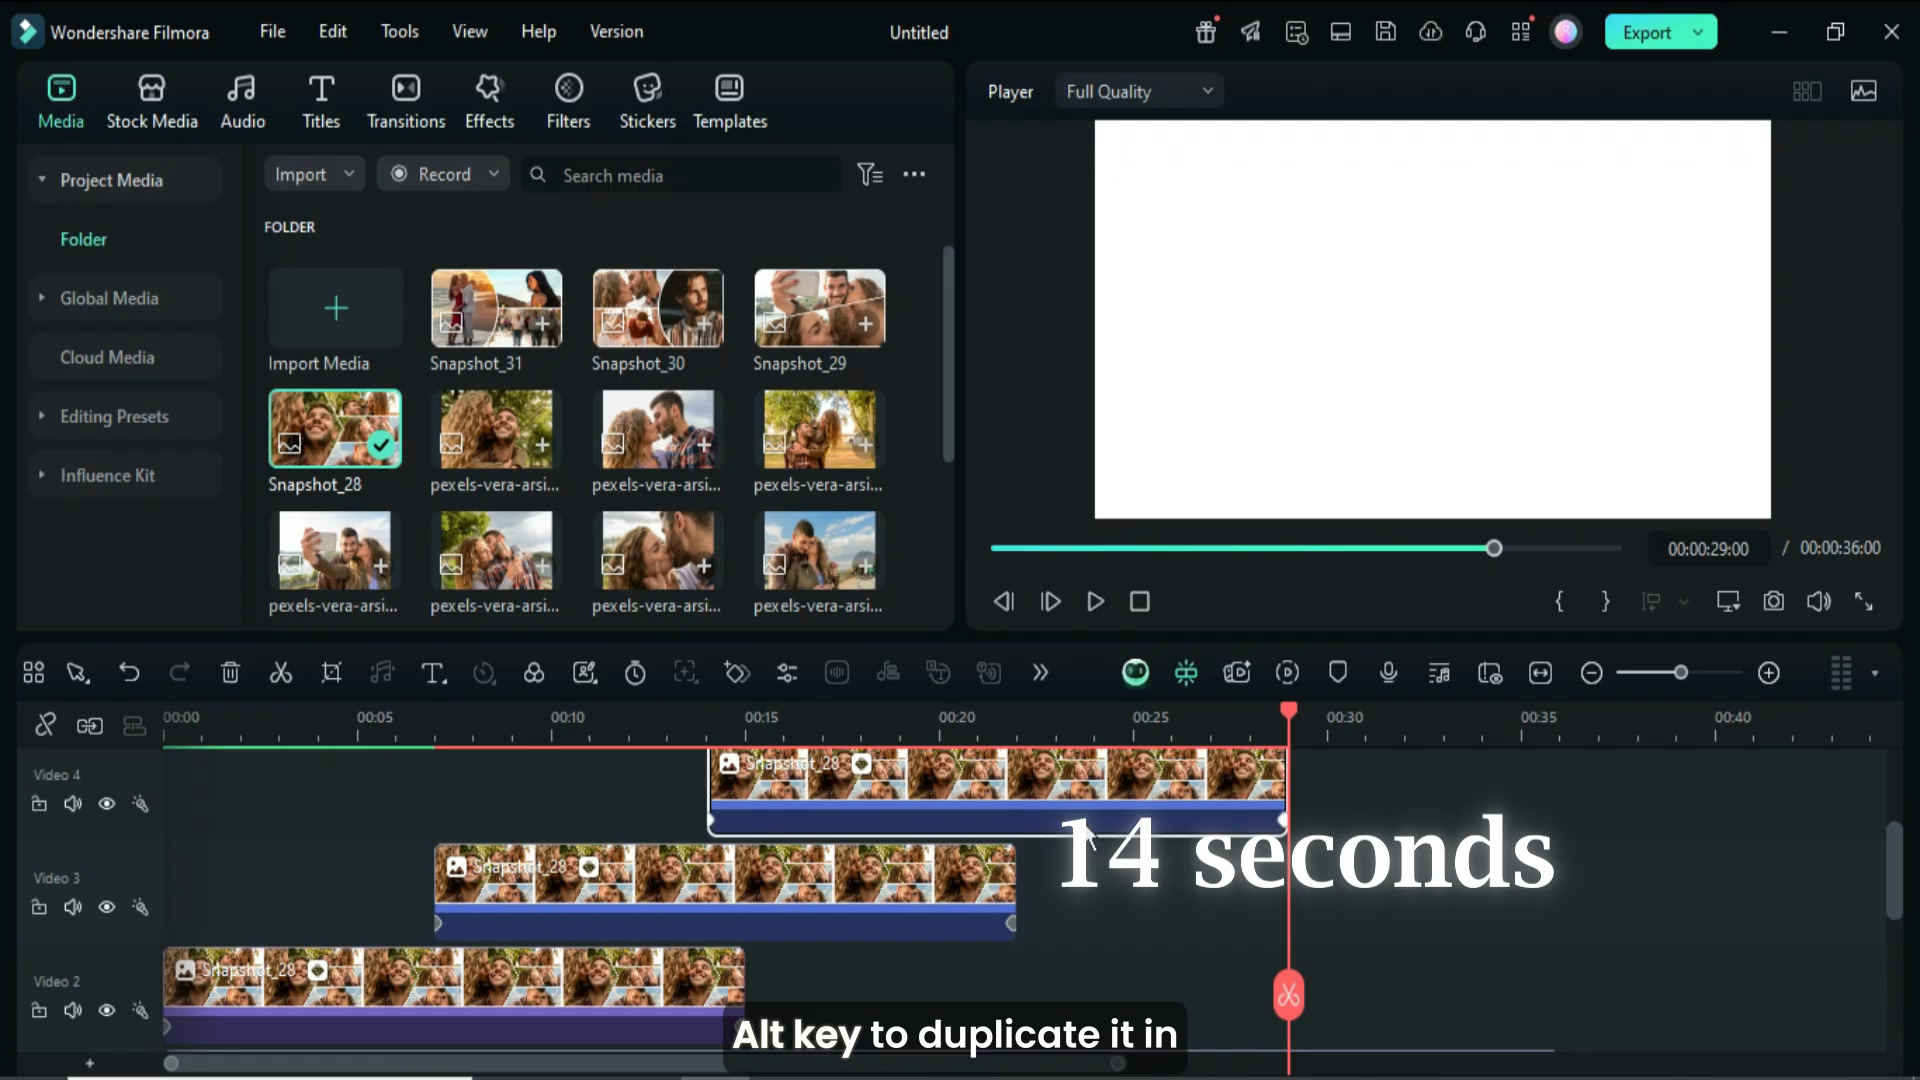 Wondershare Filmora
File
Edit
Tools
View
Help
Version
Untitled
Export
Media
Stock Media
Audio
Titles
Transitions
Effects
Filters
Stickers
Templates
Player
Full Quality
Project Media
Folder
Global Media
Cloud Media
Editing Presets
Influence Kit
Import
Record
Search media
FOLDER
Import Media
Snapshot_31
Snapshot_30
Snapshot_29
Snapshot_28
pexels-vera-arsi...
pexels-vera-arsi...
pexels-vera-arsi...
pexels-vera-arsi...
pexels-vera-arsi...
pexels-vera-arsi...
pexels-vera-arsi...
00:00:29:00 / 00:00:36:00
00:00
00:05
00:10
00:15
00:20
00:25
00:30
00:35
00:40
Video 4
Snapshot_28
14 seconds
Video 3
Snapshot_28
Video 2
Snapshot_28
Alt key to duplicate it in